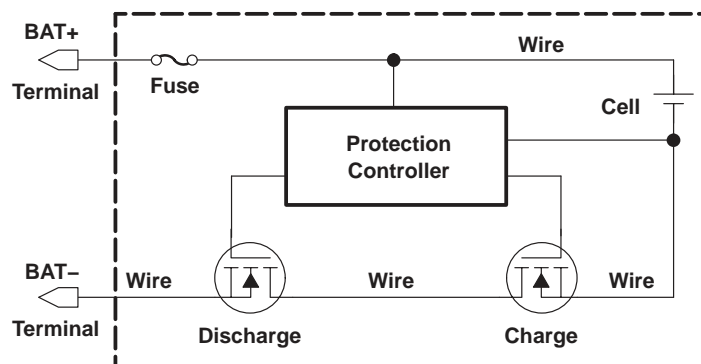 BAT+
Terminal
Fuse
Wire
Cell
Protection
Controller
BAT−
Terminal
Wire
Wire
Wire
Discharge
Charge